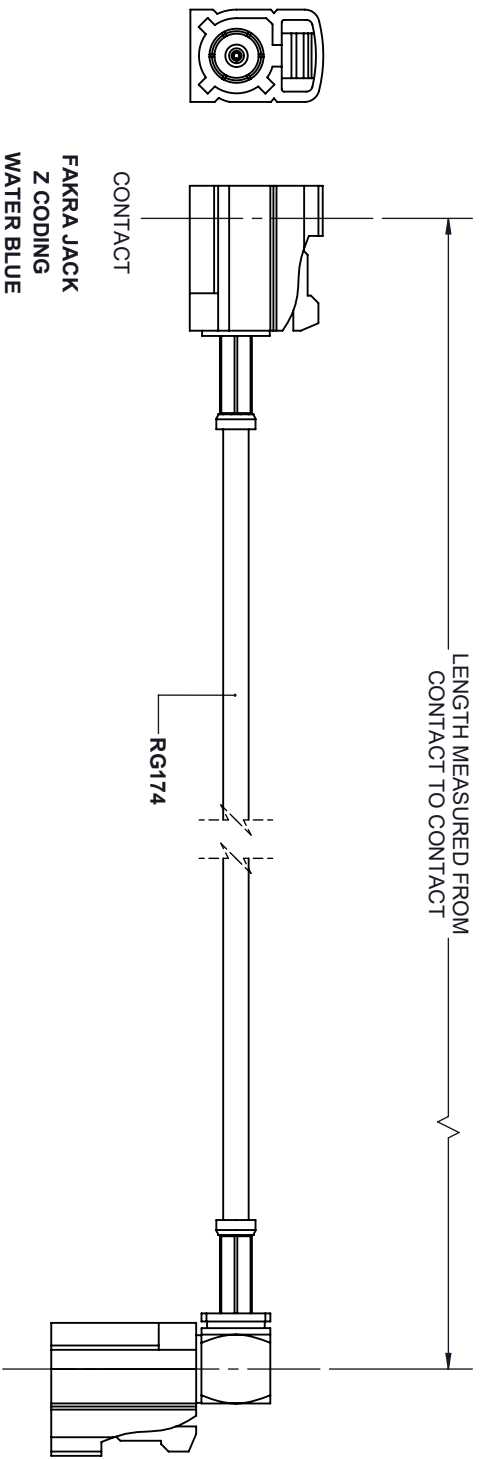 LENGTH MEASURED FROM
CONTACT TO CONTACT
RG174
CONTACT
FAKRA JACK
Z CODING
WATER BLUE